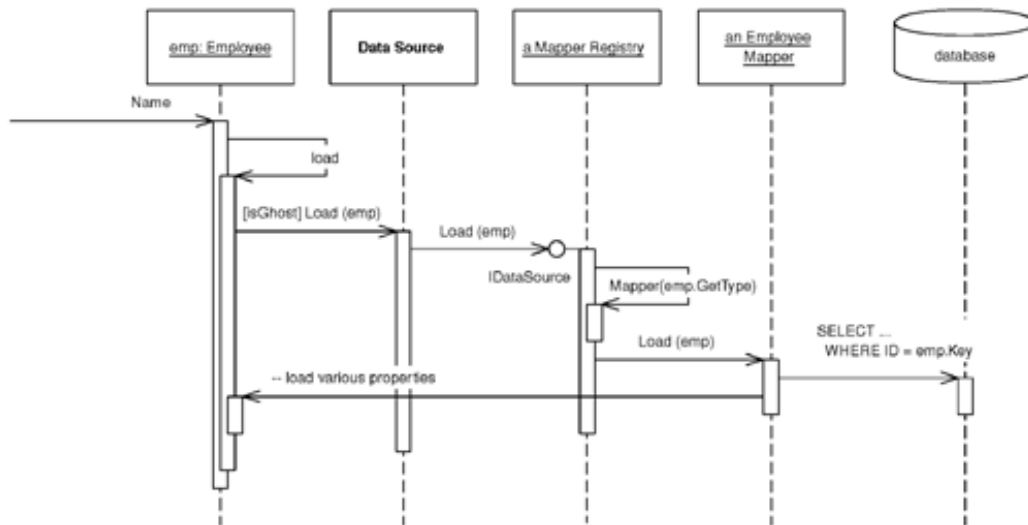 emp: Employee
Data Source
a Mapper Registry
an Employee
Mapper
database
Name
load
[isGhost] Load (emp)
Load (emp)
IDataSource
Mapper(emp.GetType)
Load (emp)
SELECT ...
WHERE ID = emp.Key
-- load various properties